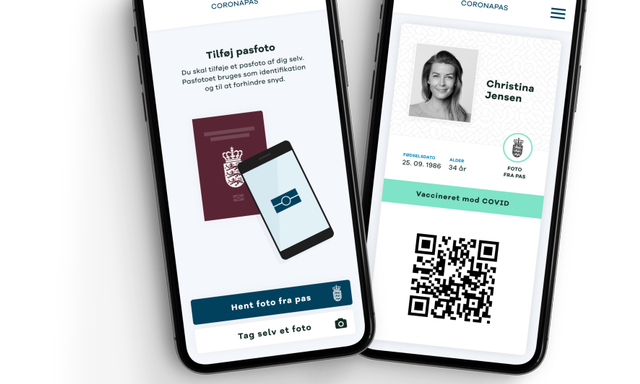 CORONAPAS
Tilføj pasfoto
Du skal tilføje et pasfoto af dig selv.
Pasfotoet bruges som identifikation
og til at forhindre snyd.
Hent foto fra pas
Tag selv et foto
CORONAPAS
Christina
Jensen
FØDSELSDATO
25. 09. 1986
ALDER
34 år
FOTO
FRA PAS
Vaccineret mod COVID